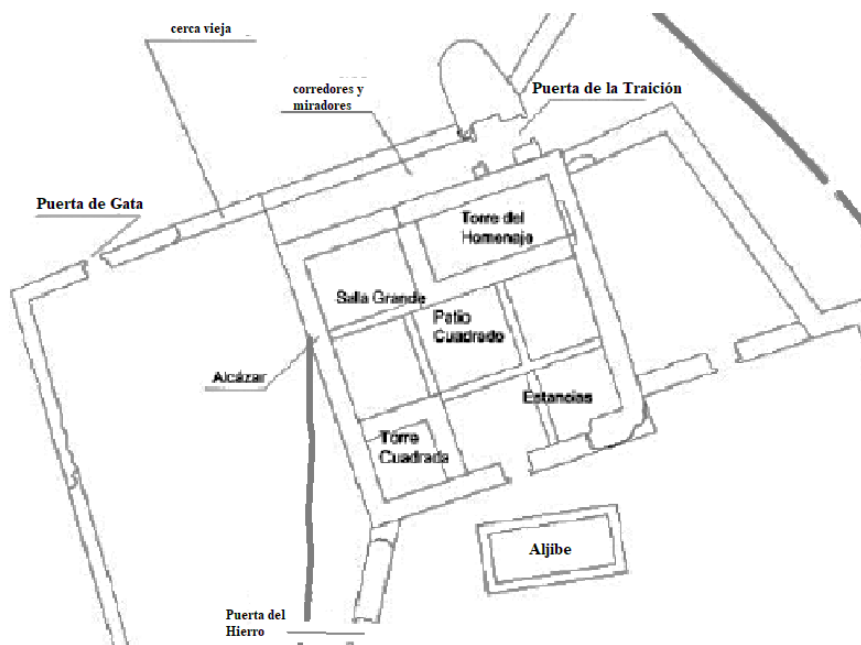 cerca vieja
corredores y
miradores
Puerta de la Traición
Puerta de Gata
Torre del
Homenaje
Salla Grande
Patio
Cuadrado
Alcázar
Estancias
Torre
Cuadrada
Aljibe
Puerta del
Hierro